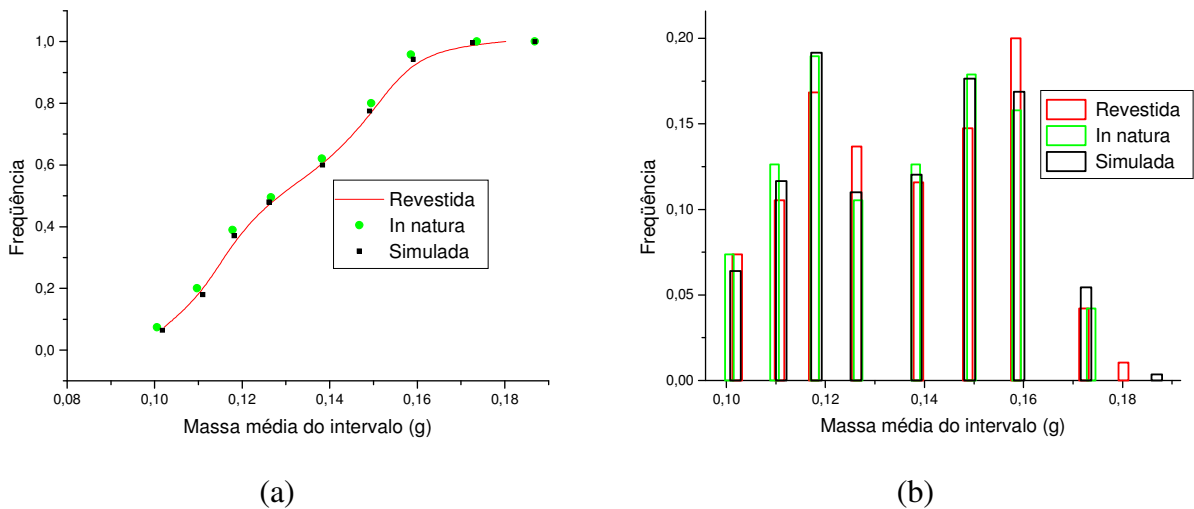 1,0
0,8
0,6
0,4
0,2
0,0
Freqüência
Revestida
In natura
Simulada
0,08
0,10
0,12
0,14
0,16
0,18
Massa média do intervalo (g)
(a)
0,20
0,15
0,10
0,05
0,00
Freqüência
Revestida
In natura
Simulada
0,10
0,12
0,14
0,16
0,18
Massa média do intervalo (g)
(b)